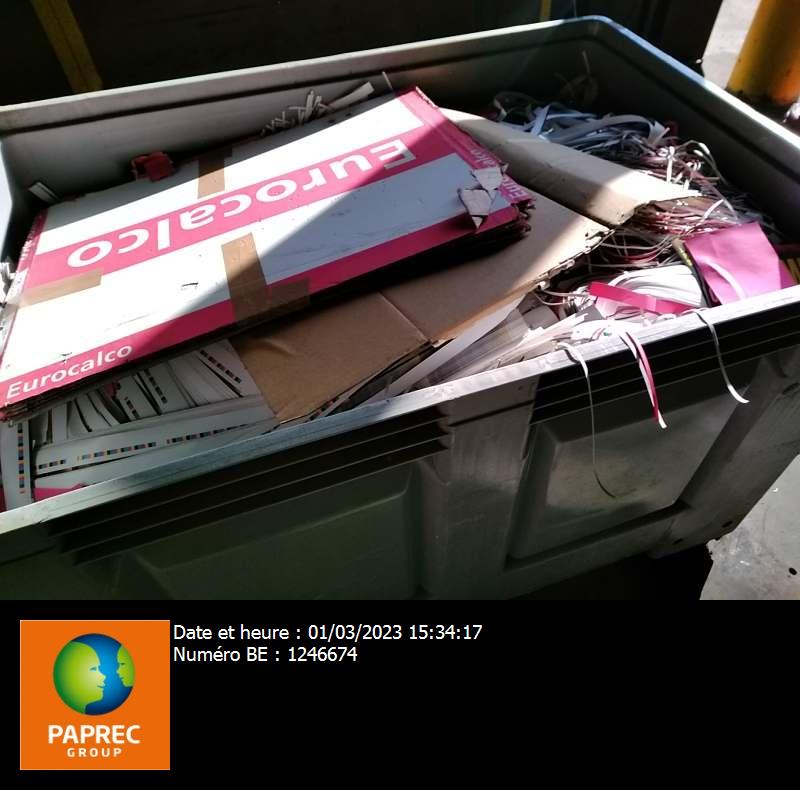 Eurocalco
Eurocalco
Date et heure : 01/03/2023 15:34:17
Numéro BE : 1246674
PAPREC
GROUP